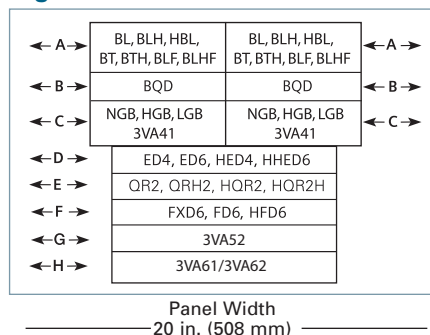 A BL, BLH, HBL, BL, BLH, HBL, A
BT, BTH, BLF, BLHF BT, BTH, BLF, BLHF
B BQD BQD B
C NGB, HGB, LGB NGB, HGB, LGB C
3VA41 3VA41
D ED4, ED6, HED4, HHED6
E QR2, QRH2, HQR2, HQR2H
F FXD6, FD6, HFD6
G 3VA52
H 3VA61/3VA62
Panel Width
20 in. (508 mm)